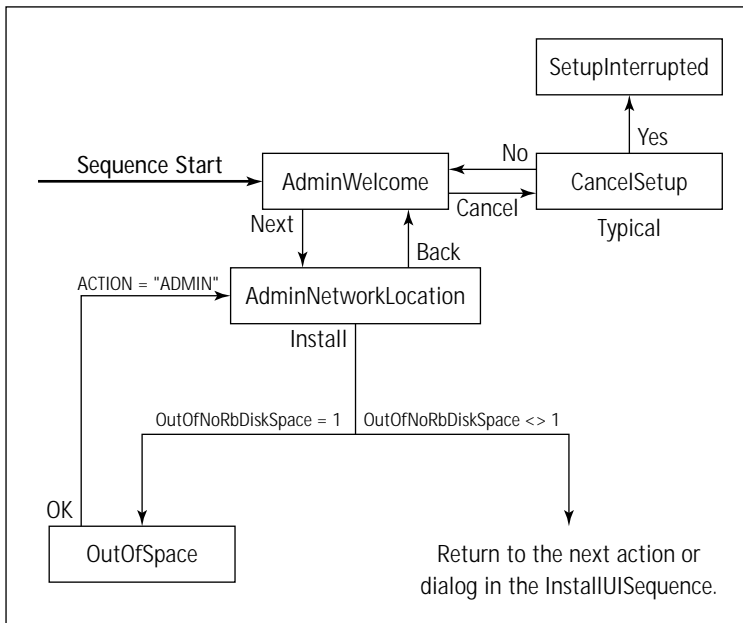 SetupInterrupted
Yes
No
Sequence Start
AdminWelcome
CancelSetup
Cancel
Typical
Next
Back
ACTION = "ADMIN"
AdminNetworkLocation
Install
OutOfNoRbDiskSpace = 1
OutOfNoRbDiskSpace <> 1
OK
OutOfSpace
Return to the next action or
dialog in the InstallUISequence.